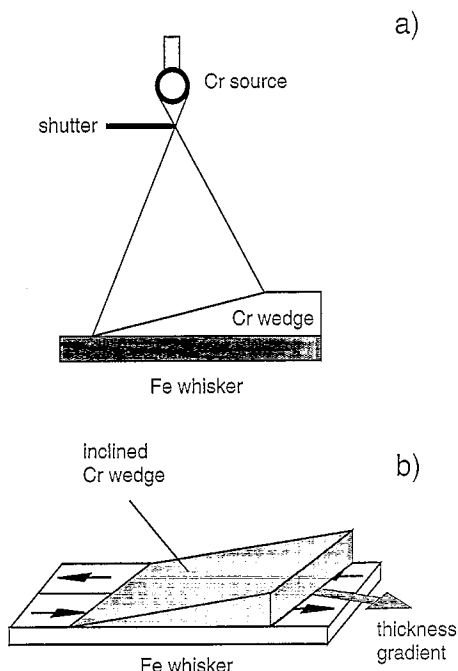 a)
Cr source
shutter
Cr wedge
Fe whisker
b)
inclined
Cr wedge
thickness
gradient
Fe whisker